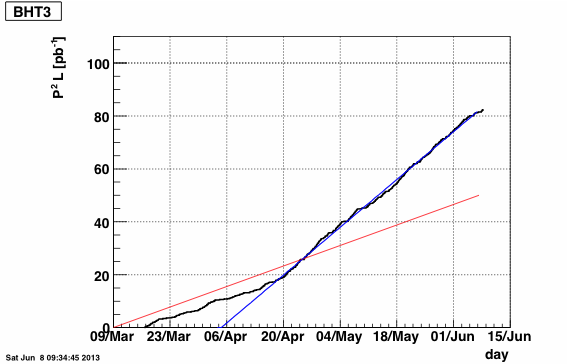 BHT3
P² L [pb⁻¹]
100
80
60
40
20
0
09/Mar 23/Mar 06/Apr 20/Apr 04/May 18/May 01/Jun 15/Jun
day
Sat Jun 8 09:34:45 2013